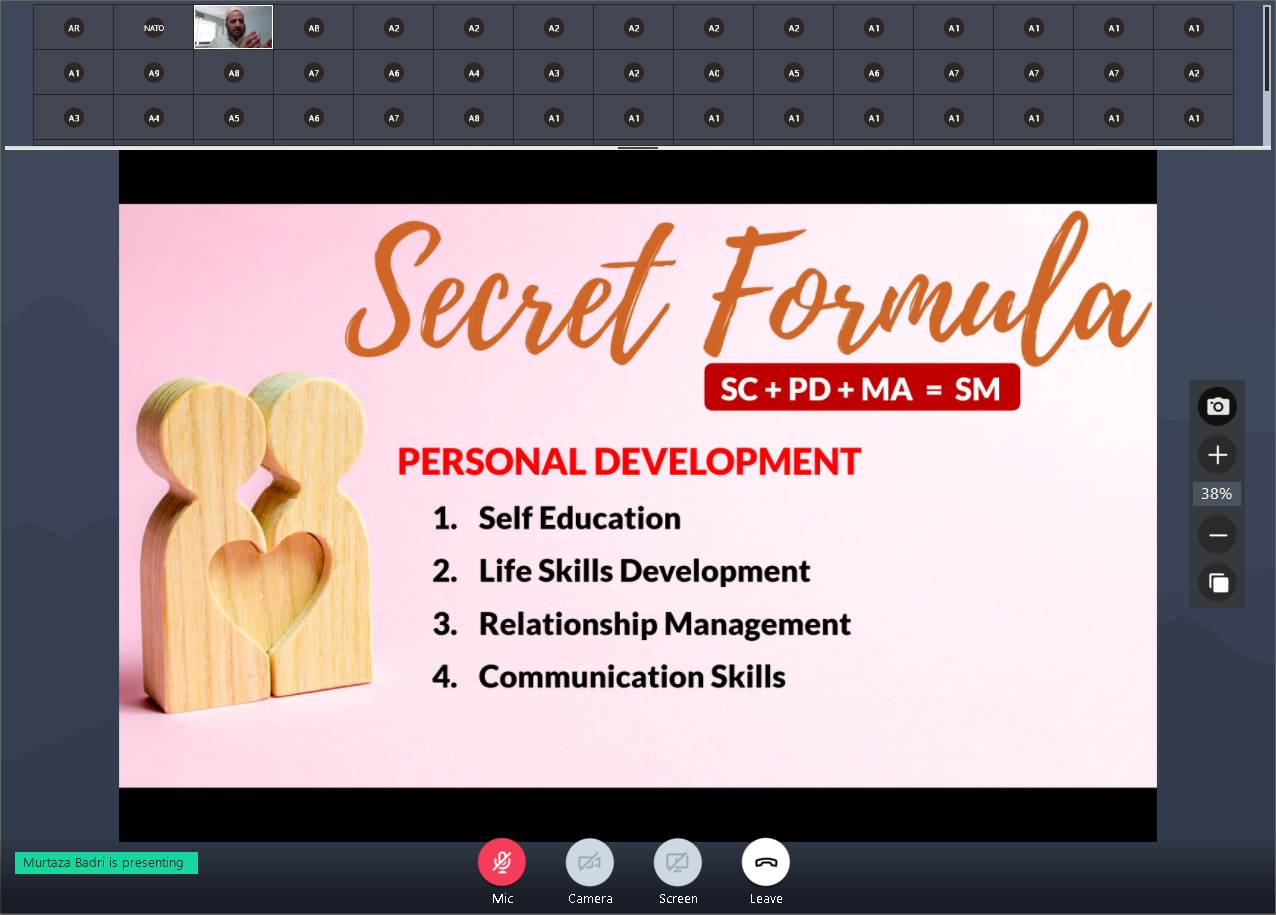 AR NATO AB A2 A2 A2 A2 A2 A2 A1 A1 A1 A1 A1
A1 A9 A8 A7 A6 A4 A3 A2 A0 A5 A6 A7 A7 A7 A2
A3 A4 A5 A6 A7 A8 A1 A1 A1 A1 A1 A1 A1 A1 A1
Secret Formula
SC + PD + MA = SM
PERSONAL DEVELOPMENT
1. Self Education
2. Life Skills Development
3. Relationship Management
4. Communication Skills
38%
Murtaza Badri is presenting
Mic Camera Screen Leave